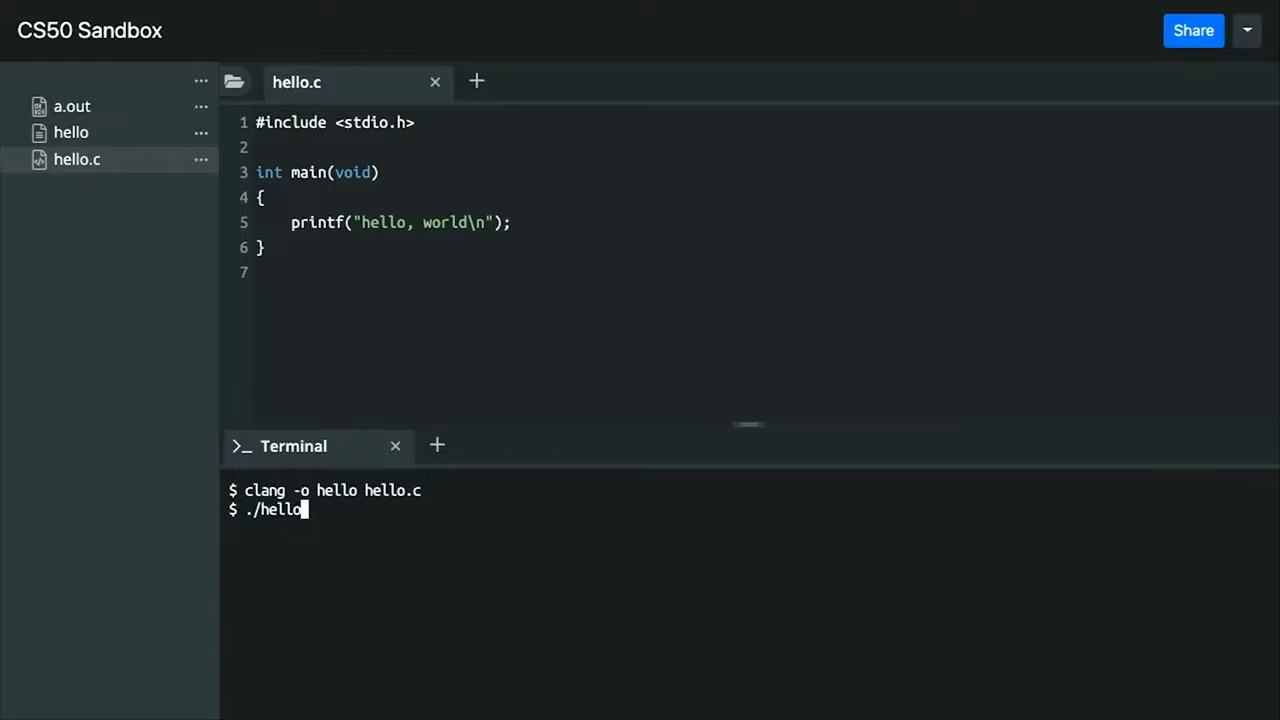 CS50 Sandbox
Share
a.out
hello
hello.c
hello.c
1 #include <stdio.h>
2
3 int main(void)
4 {
5     printf("hello, world\n");
6 }
7
>_ Terminal
$ clang -o hello hello.c
$ ./hello